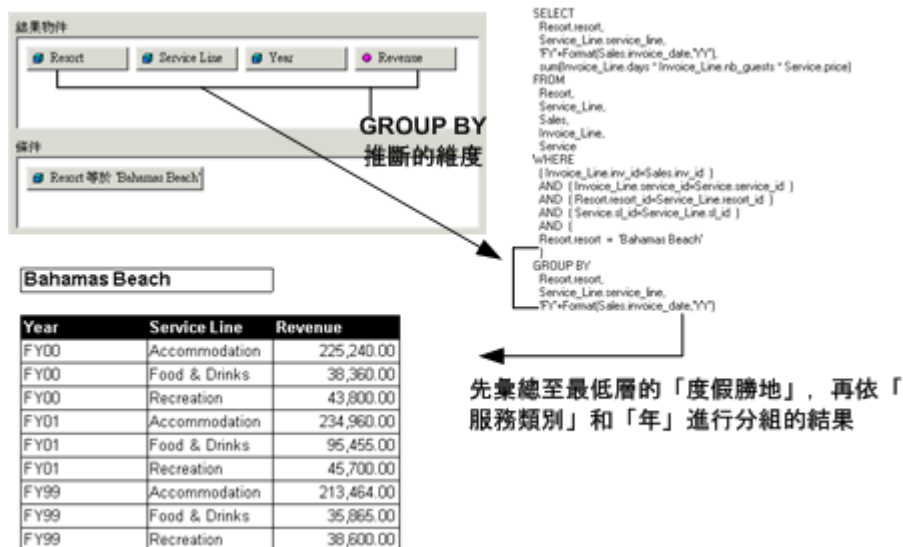 結果物件
Resort
Service Line
Year
Revenue
GROUP BY
推斷的維度
條件
Resort 等於 'Bahamas Beach'
SELECT
Resort.resort,
Service_Line.service_line,
'FY'+Format(Sales.invoice_date,'YY'),
sum(Invoice_Line.days * Invoice_Line.nb_guests * Service.price)
FROM
Resort,
Service_Line,
Sales,
Invoice_Line,
Service
WHERE
( Invoice_Line.inv_id=Sales.inv_id )
AND ( Invoice_Line.service_id=Service.service_id )
AND ( Resort.resort_id=Service_Line.resort_id )
AND ( Service.sl_id=Service_Line.sl_id )
AND (
Resort.resort = 'Bahamas Beach'
)
GROUP BY
Resort.resort,
Service_Line.service_line,
'FY'+Format(Sales.invoice_date,'YY')
Bahamas Beach
Year Service Line Revenue
FY00 Accommodation 225,240.00
FY00 Food & Drinks 38,360.00
FY00 Recreation 43,800.00
FY01 Accommodation 234,960.00
FY01 Food & Drinks 95,455.00
FY01 Recreation 45,700.00
FY99 Accommodation 213,464.00
FY99 Food & Drinks 35,865.00
FY99 Recreation 38,600.00
先彙總至最低層的「度假勝地」，再依「
服務類別」和「年」進行分組的結果